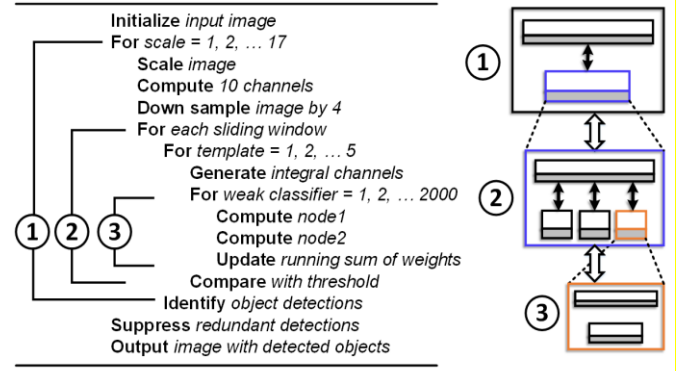 Initialize input image
For scale = 1, 2, … 17
Scale image
Compute 10 channels
Down sample image by 4
For each sliding window
For template = 1, 2, … 5
Generate integral channels
For weak classifier = 1, 2, … 2000
Compute node1
Compute node2
Update running sum of weights
Compare with threshold
Identify object detections
Suppress redundant detections
Output image with detected objects
1 2 3
1
2
3